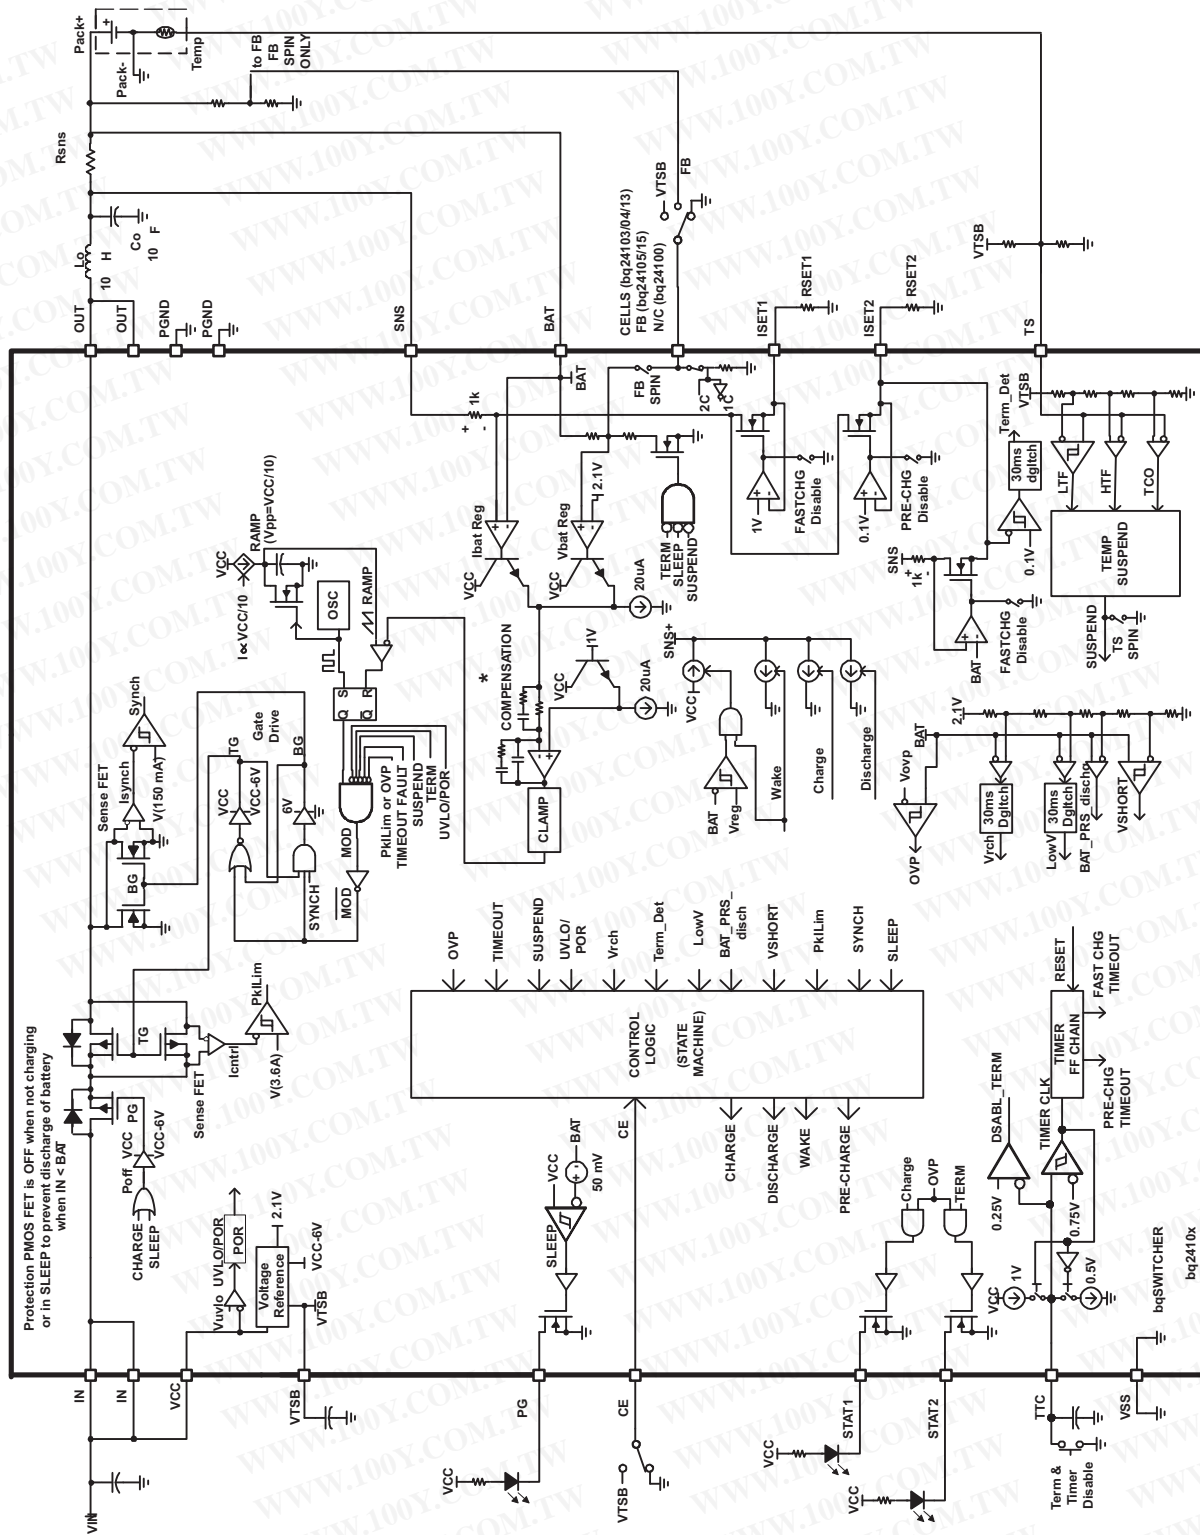 Protection PMOS FET is OFF when not charging
or in SLEEP to prevent discharge of battery
when IN < BAT
VIN
IN
IN
VCC
VTSB
PG
CE
STAT1
STAT2
TTC
VSS
VCC
VTSB
VCC
VCC
Term &
Timer
Disable
CHARGE
SLEEP
Poff
VCC
VCC-6V
PG
Vuvlo
UVLO/POR
POR
2.1V
Voltage
Reference
VCC-6V
VTSB
TG
Sense FET
Icntrl
V(3.6A)
PkILim
BG
Sense FET
Isynch
V(150 mA)
Synch
VCC
TG
VCC-6V
Gate
Drive
6V
BG
SYNCH
MOD
MOD
PkILim or OVP
TIMEOUT FAULT
SUSPEND
TERM
UVLO/POR
S
Q
R
Q
OSC
RAMP
VCC
RAMP
(Vpp=VCC/10)
I∝VCC/10
CLAMP
COMPENSATION
*
VCC
1V
20uA
VCC
Ibat Reg
VCC
Vbat Reg
2.1V
20uA
1k
+
-
TERM
SLEEP
SUSPEND
BAT
FB
SPIN
2C
1C
1V
FASTCHG
Disable
0.1V
PRE-CHG
Disable
SNS
1k
+
-
BAT
FASTCHG
Disable
0.1V
30ms
dgltch
Term_Det
VTSB
LTF
HTF
TCO
TEMP
SUSPEND
SUSPEND
TS
SPIN
SNS+
VCC
BAT
Vreg
Wake
Charge
Discharge
BAT
Vovp
OVP
2.1V
30ms
Dgltch
Vrch
30ms
Dgltch
LowV
BAT_PRS_dischg
VSHORT
OVP
TIMEOUT
SUSPEND
UVLO/
POR
Vrch
Term_Det
LowV
BAT_PRS_
disch
VSHORT
PkILim
SYNCH
SLEEP
CONTROL
LOGIC
(STATE
MACHINE)
CE
CHARGE
DISCHARGE
WAKE
PRE-CHARGE
SLEEP
VCC
BAT
50 mV
Charge
OVP
TERM
VCC
1V
0.5V
0.25V
DSABL_TERM
0.75V
TIMER CLK
TIMER
FF CHAIN
RESET
FAST CHG
TIMEOUT
PRE-CHG
TIMEOUT
bqSWITCHER
bq2410x
OUT
OUT
PGND
PGND
SNS
BAT
CELLS (bq24103/04/13)
FB (bq24105/15)
N/C (bq24100)
ISET1
ISET2
TS
Lo
10 H
Co
10 F
Rsns
Pack+
+
Pack-
Temp
to FB
FB
SPIN
ONLY
VTSB
FB
RSET1
RSET2
VTSB
WWW.100Y.COM.TW